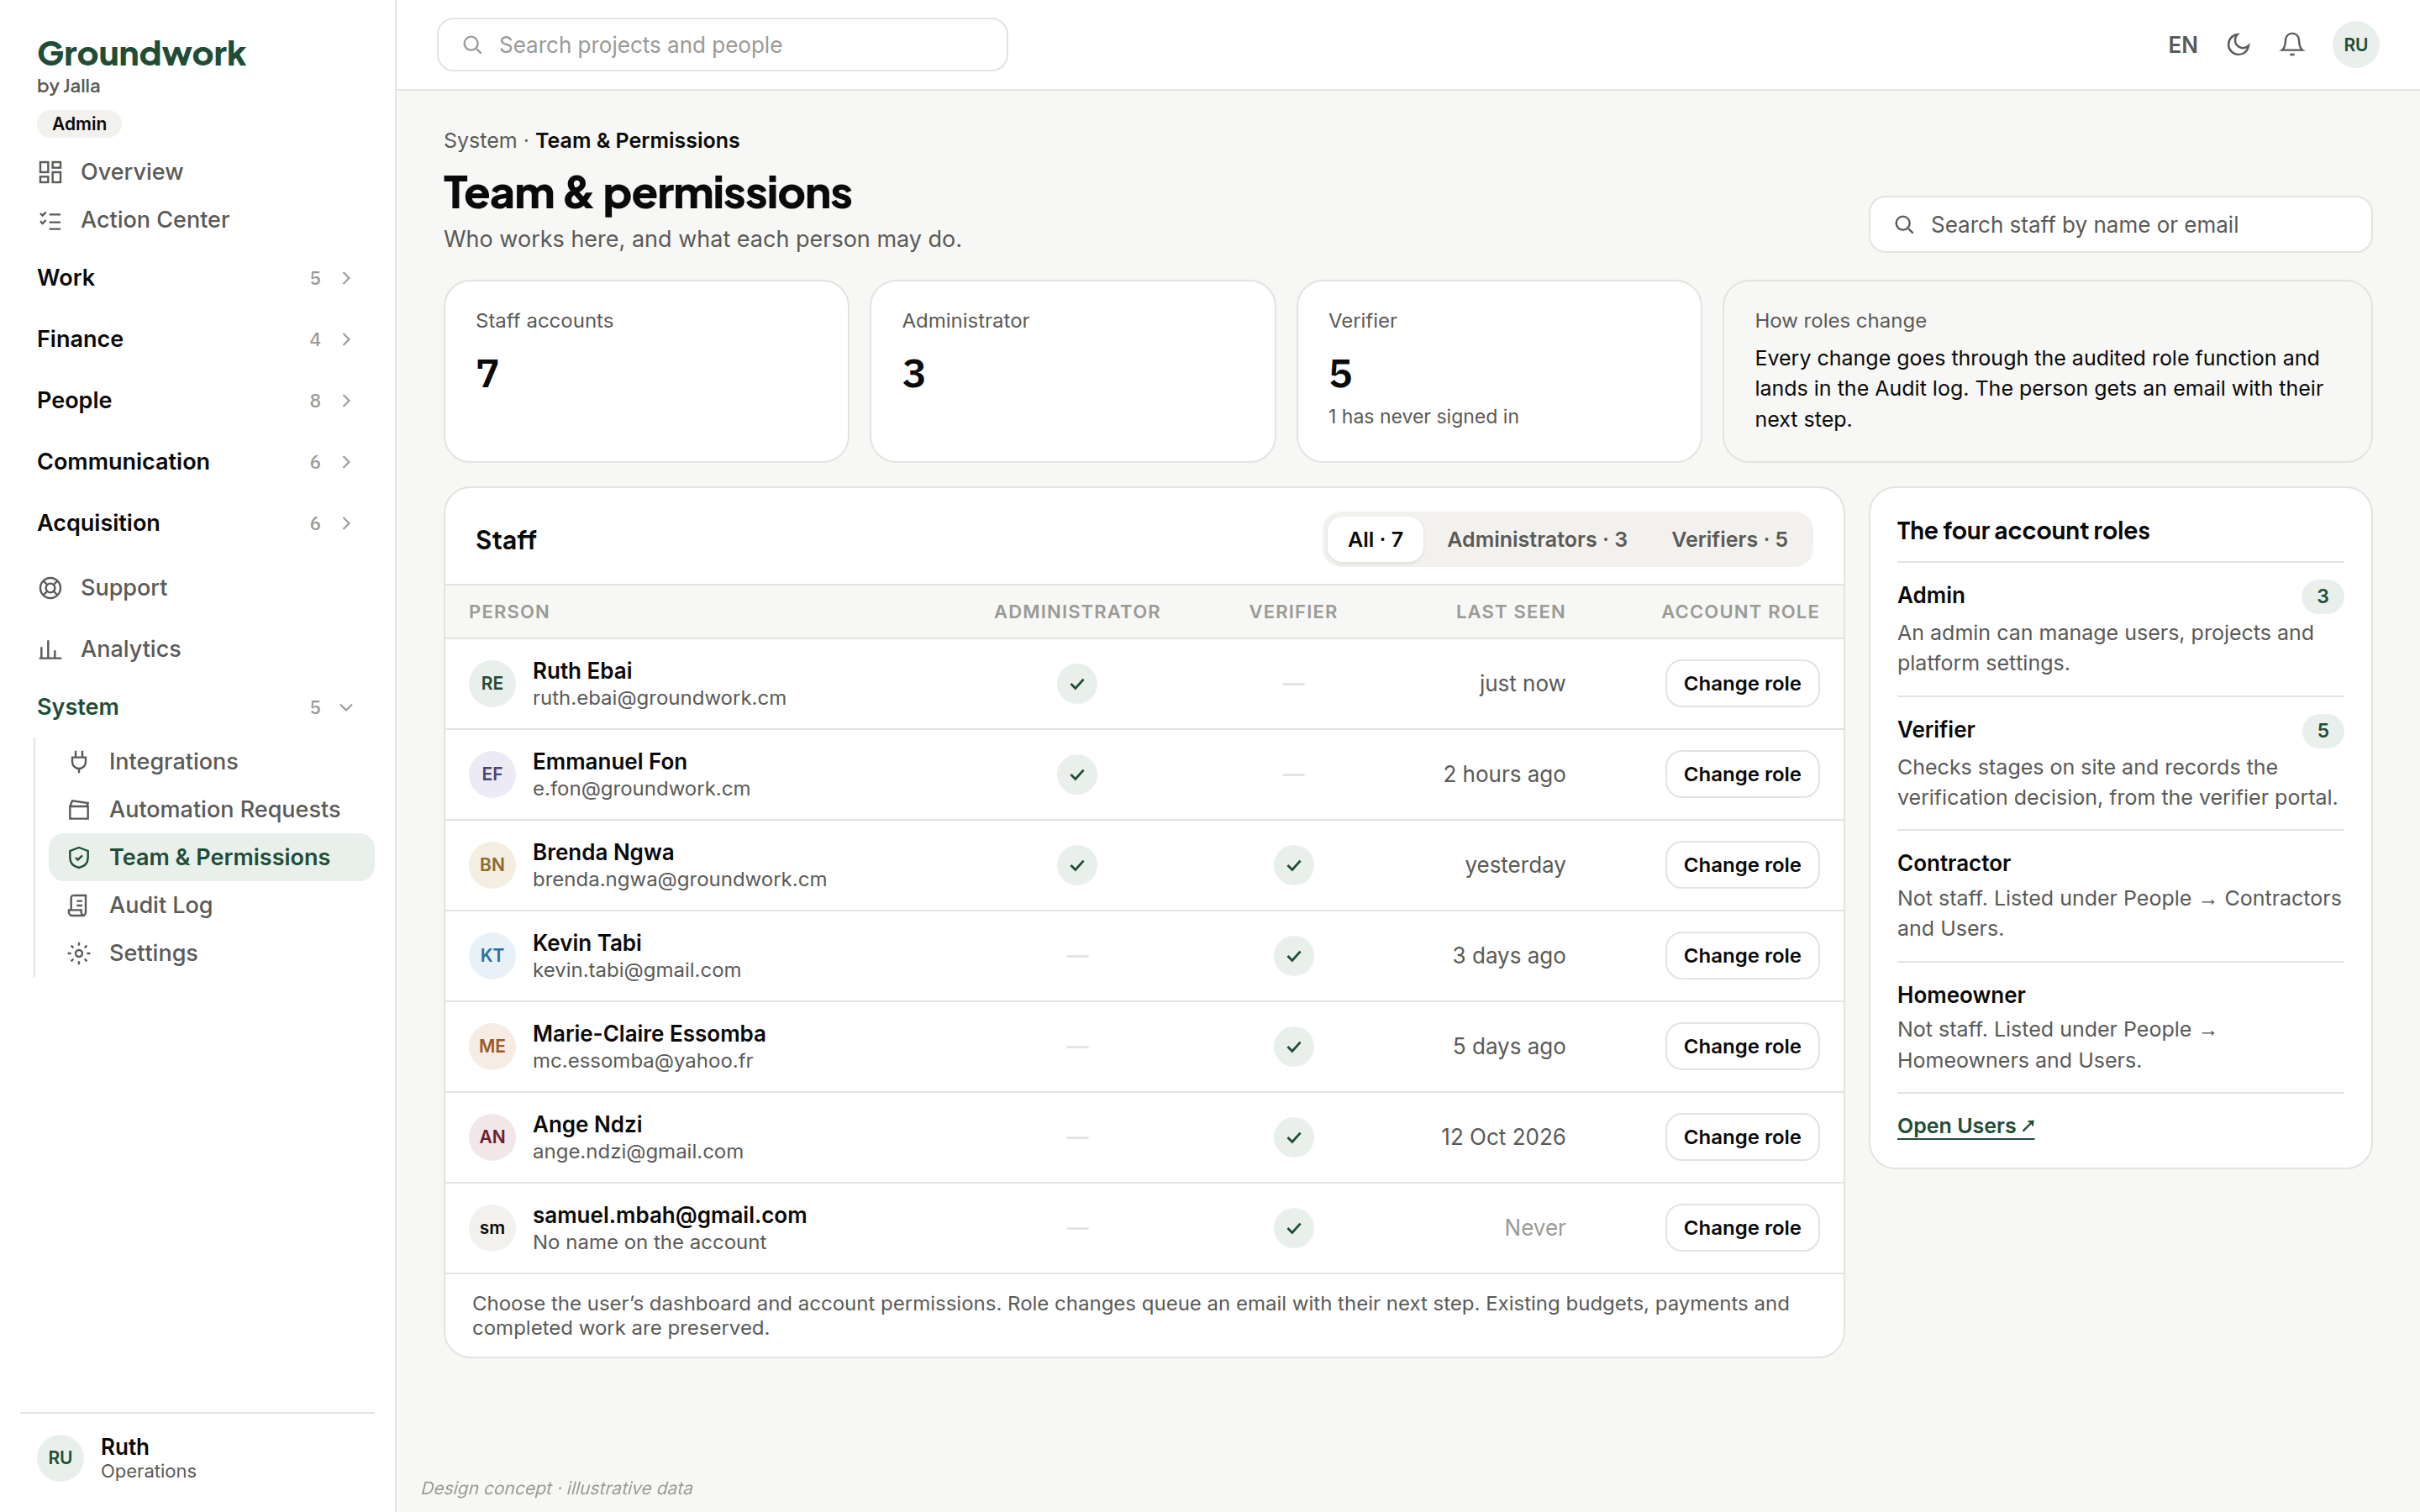 Groundwork
by Jalla
Admin
Overview
Action Center
Work 5
Finance 4
People 8
Communication 6
Acquisition 6
Support
Analytics
System 5
Integrations
Automation Requests
Team & Permissions
Audit Log
Settings
RU
Ruth
Operations
Search projects and people
EN
RU
System · Team & Permissions
Team & permissions
Who works here, and what each person may do.
Search staff by name or email
Staff accounts
7
Administrator
3
Verifier
5
1 has never signed in
How roles change
Every change goes through the audited role function and
lands in the Audit log. The person gets an email with their
next step.
Staff
All · 7 Administrators · 3 Verifiers · 5
PERSON ADMINISTRATOR VERIFIER LAST SEEN ACCOUNT ROLE
RE Ruth Ebai — just now Change role
ruth.ebai@groundwork.cm
EF Emmanuel Fon — 2 hours ago Change role
e.fon@groundwork.cm
BN Brenda Ngwa yesterday Change role
brenda.ngwa@groundwork.cm
KT Kevin Tabi — 3 days ago Change role
kevin.tabi@gmail.com
ME Marie-Claire Essomba — 5 days ago Change role
mc.essomba@yahoo.fr
AN Ange Ndzi — 12 Oct 2026 Change role
ange.ndzi@gmail.com
sm samuel.mbah@gmail.com — Never Change role
No name on the account
Choose the user’s dashboard and account permissions. Role changes queue an email with their next step. Existing budgets, payments and
completed work are preserved.
The four account roles
Admin 3
An admin can manage users, projects and
platform settings.
Verifier 5
Checks stages on site and records the
verification decision, from the verifier portal.
Contractor
Not staff. Listed under People → Contractors
and Users.
Homeowner
Not staff. Listed under People →
Homeowners and Users.
Open Users ↗
Design concept · illustrative data